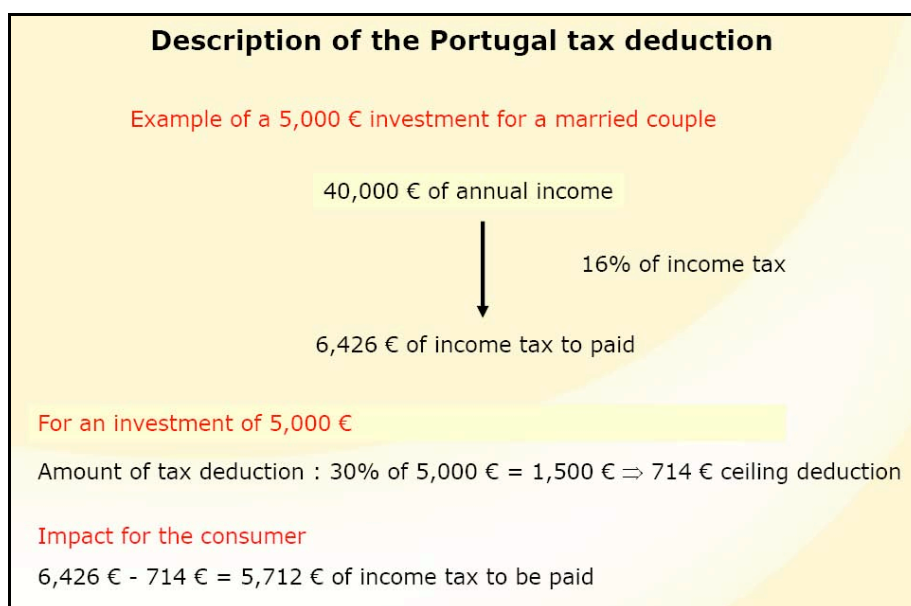 Description of the Portugal tax deduction
Example of a 5,000 € investment for a married couple
40,000 € of annual income
16% of income tax
6,426 € of income tax to paid
For an investment of 5,000 €
Amount of tax deduction : 30% of 5,000 € = 1,500 € ⇒ 714 € ceiling deduction
Impact for the consumer
6,426 € - 714 € = 5,712 € of income tax to be paid